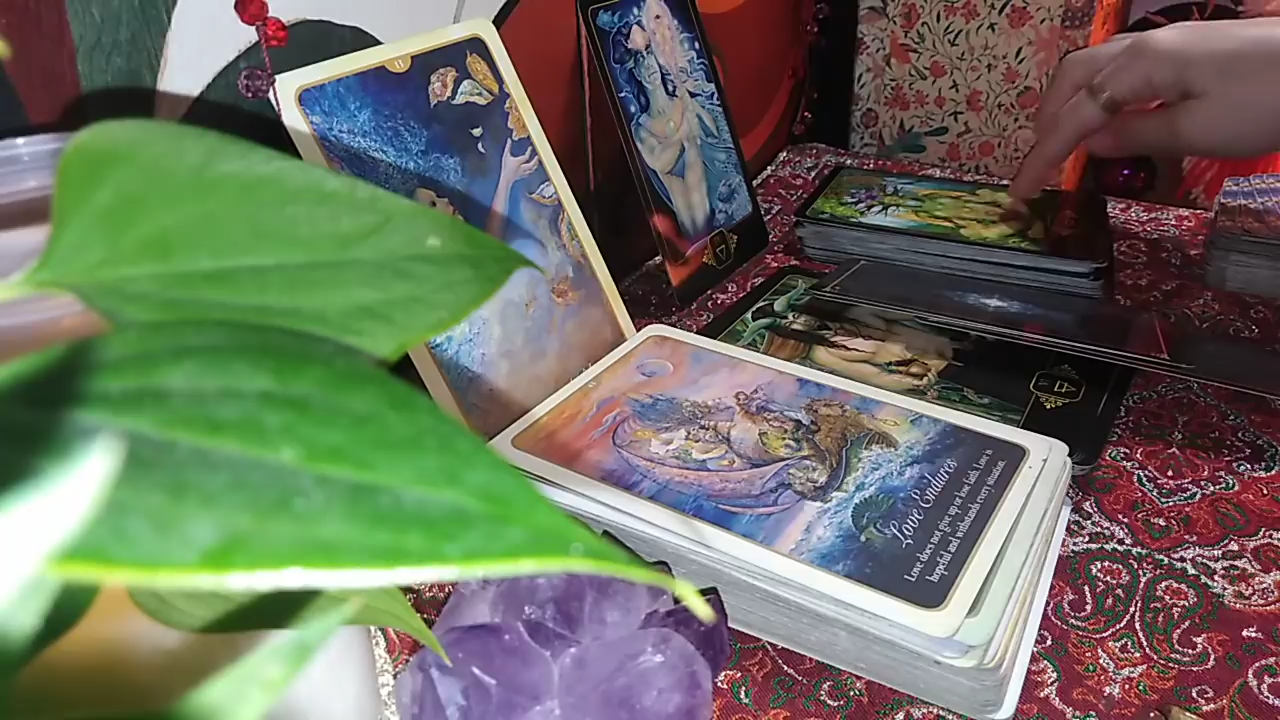 Love Endures
Love does not give up or lose faith. Love is
hopeful and withstands every situation.